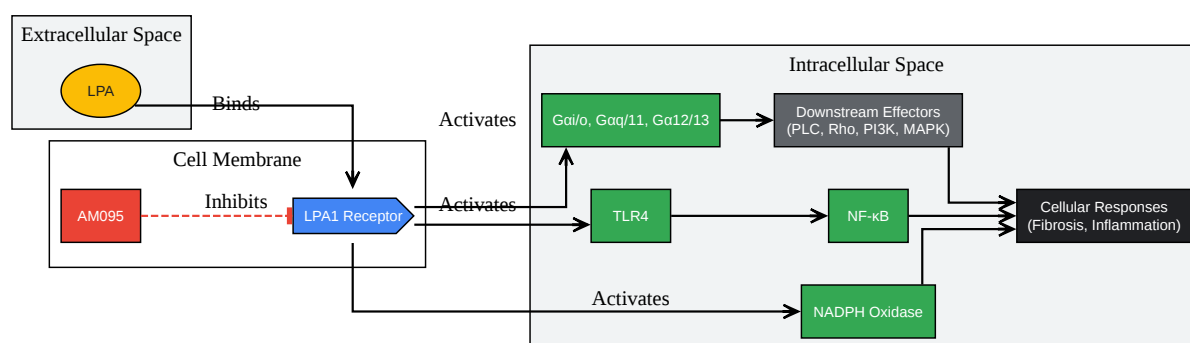 Extracellular Space
LPA
Binds
Cell Membrane
AM095
Inhibits
LPA1 Receptor
Activates
Activates
Activates
Intracellular Space
Gαi/o, Gαq/11, Gα12/13
Downstream Effectors
(PLC, Rho, PI3K, MAPK)
TLR4
NF-κB
NADPH Oxidase
Cellular Responses
(Fibrosis, Inflammation)